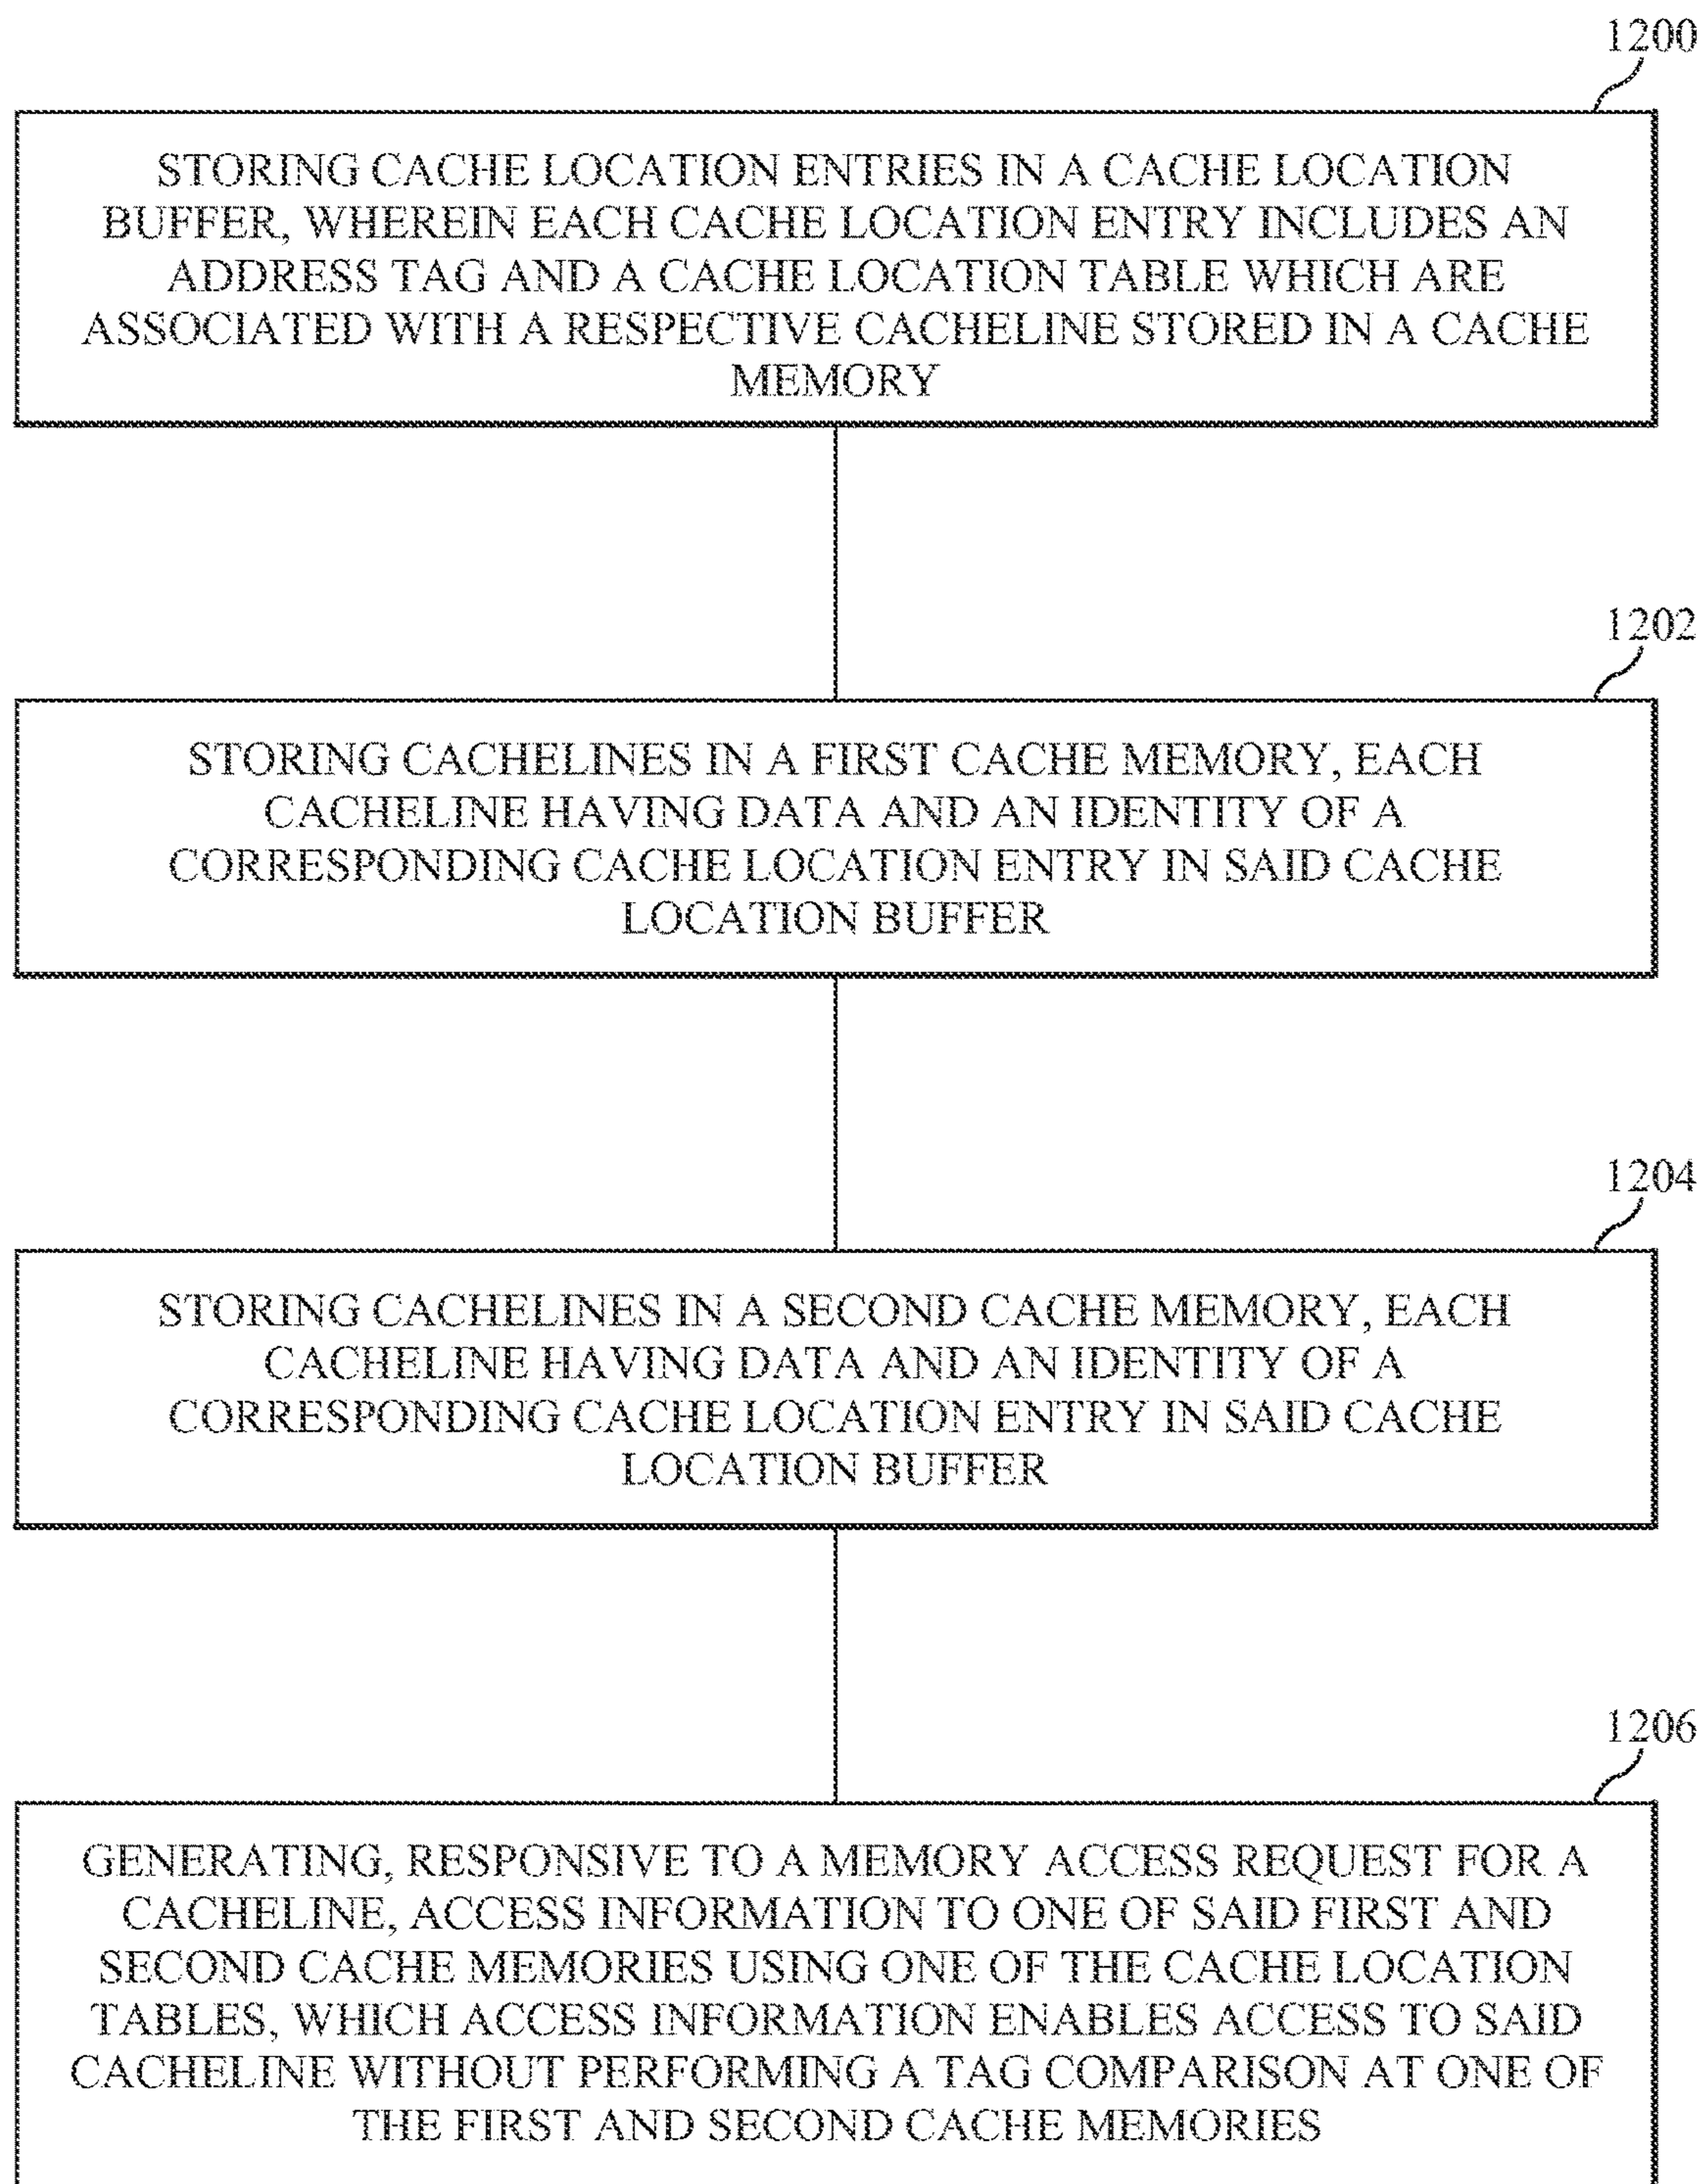 1200
STORING CACHE LOCATION ENTRIES IN A CACHE LOCATION
BUFFER, WHEREIN EACH CACHE LOCATION ENTRY INCLUDES AN
ADDRESS TAG AND A CACHE LOCATION TABLE WHICH ARE
ASSOCIATED WITH A RESPECTIVE CACHELINE STORED IN A CACHE
MEMORY
1202
STORING CACHELINES IN A FIRST CACHE MEMORY, EACH
CACHELINE HAVING DATA AND AN IDENTITY OF A
CORRESPONDING CACHE LOCATION ENTRY IN SAID CACHE
LOCATION BUFFER
1204
STORING CACHELINES IN A SECOND CACHE MEMORY, EACH
CACHELINE HAVING DATA AND AN IDENTITY OF A
CORRESPONDING CACHE LOCATION ENTRY IN SAID CACHE
LOCATION BUFFER
1206
GENERATING, RESPONSIVE TO A MEMORY ACCESS REQUEST FOR A
CACHELINE, ACCESS INFORMATION TO ONE OF SAID FIRST AND
SECOND CACHE MEMORIES USING ONE OF THE CACHE LOCATION
TABLES, WHICH ACCESS INFORMATION ENABLES ACCESS TO SAID
CACHELINE WITHOUT PERFORMING A TAG COMPARISON AT ONE OF
THE FIRST AND SECOND CACHE MEMORIES